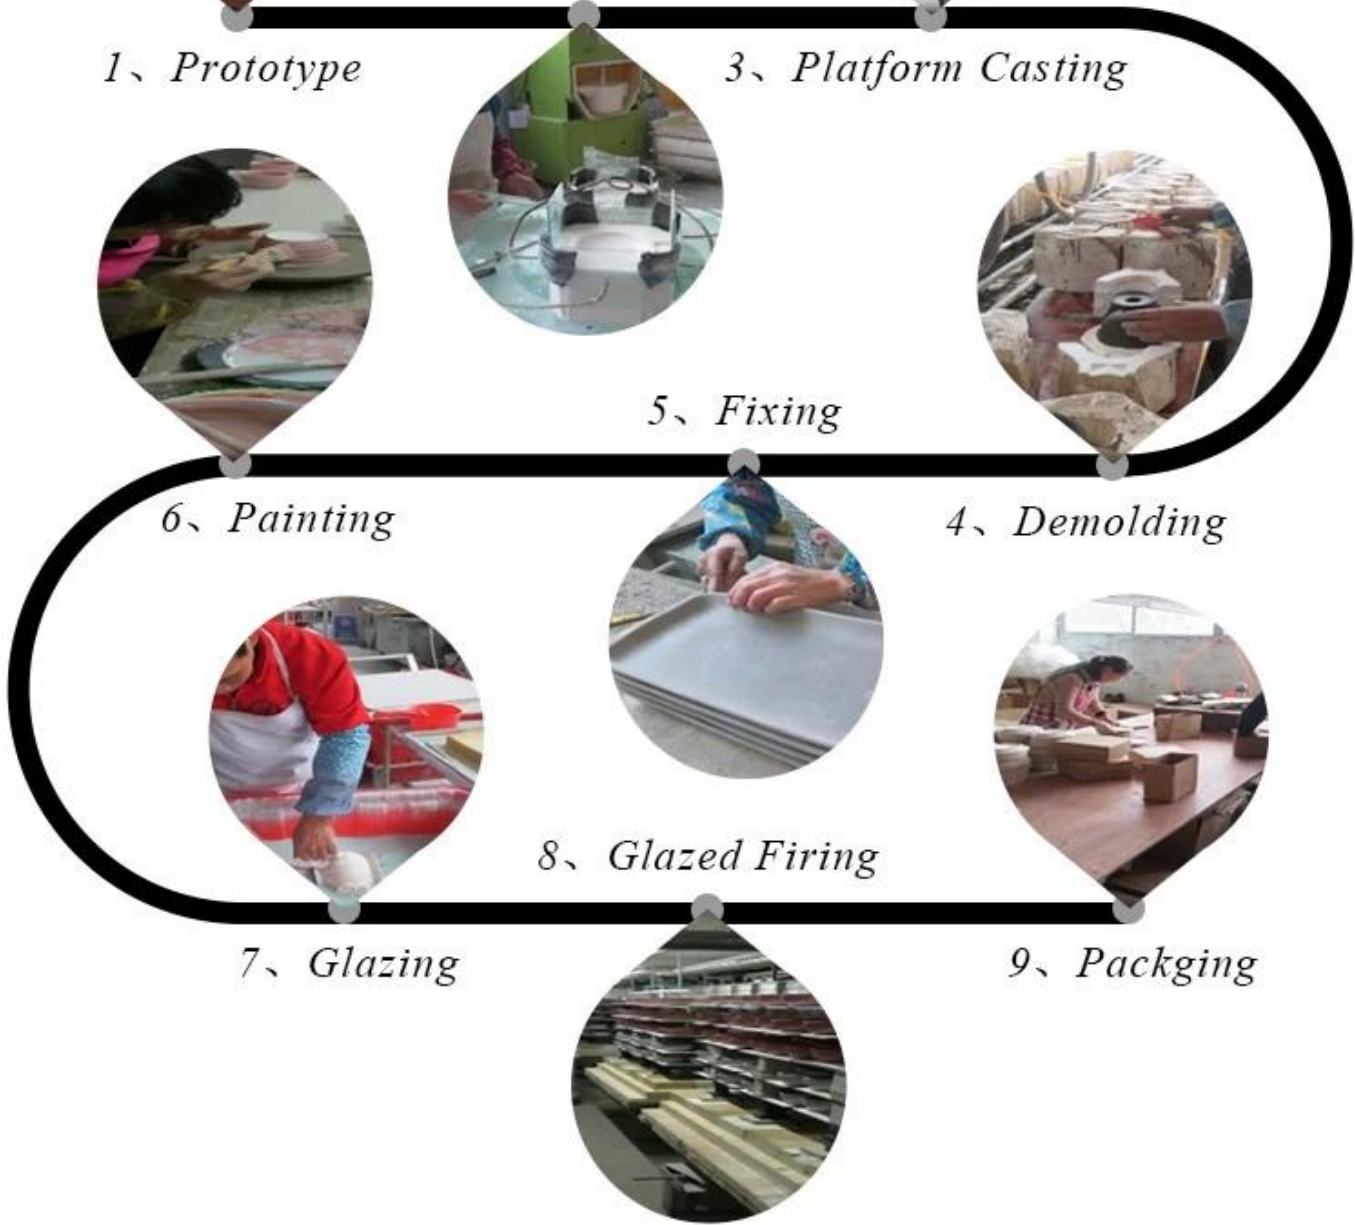 1、Prototype
3、Platform Casting
5、Fixing
6、Painting
4、Demolding
8、Glazed Firing
7、Glazing
9、Packging